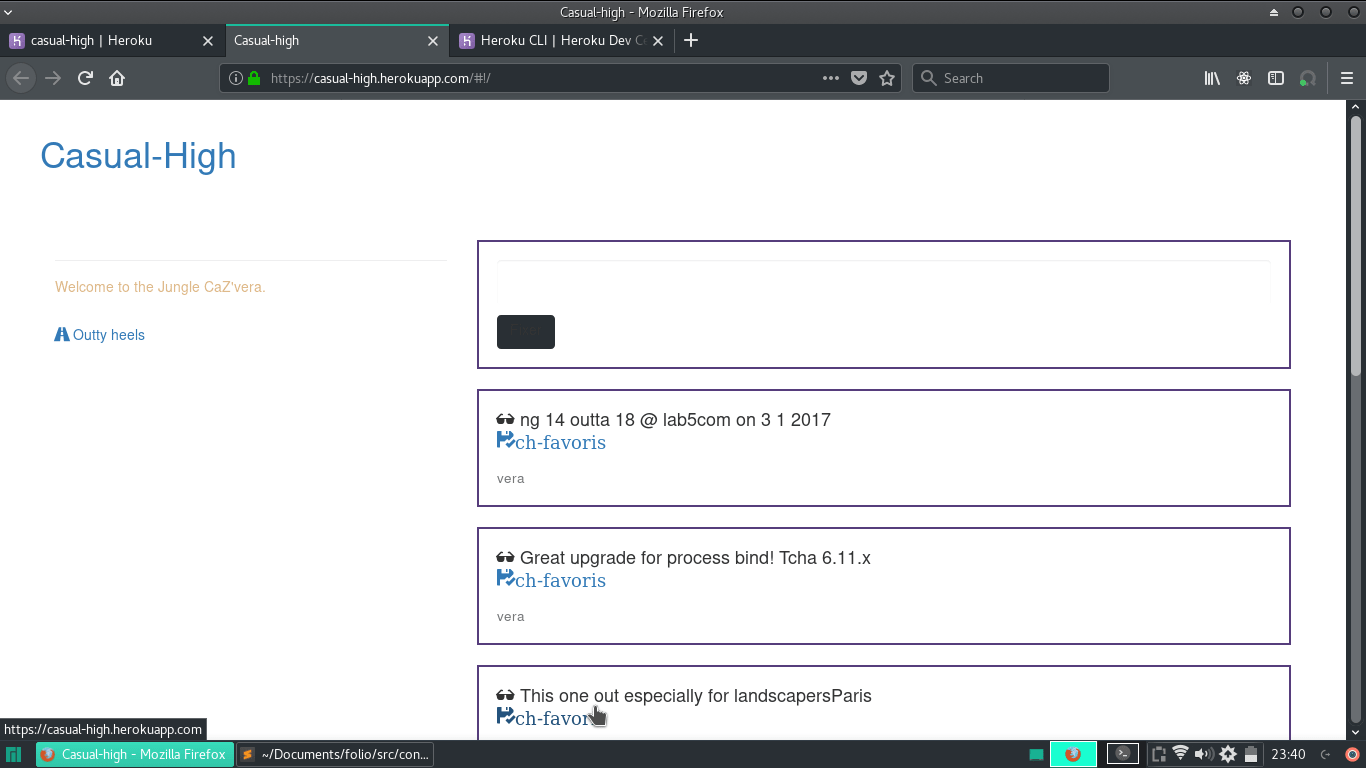 Casual-high - Mozilla Firefox
casual-high | Heroku
Casual-high
Heroku CLI | Heroku Dev C
https://casual-high.herokuapp.com/#!/
Search
Casual-High
Welcome to the Jungle CaZ'vera.
Outty heels
ng 14 outta 18 @ lab5com on 3 1 2017
ch-favoris
vera
Great upgrade for process bind! Tcha 6.11.x
ch-favoris
vera
This one out especially for landscapersParis
ch-favor
https://casual-high.herokuapp.com
Casual-high - Mozilla Firefox
~/Documents/folio/src/con...
23:40